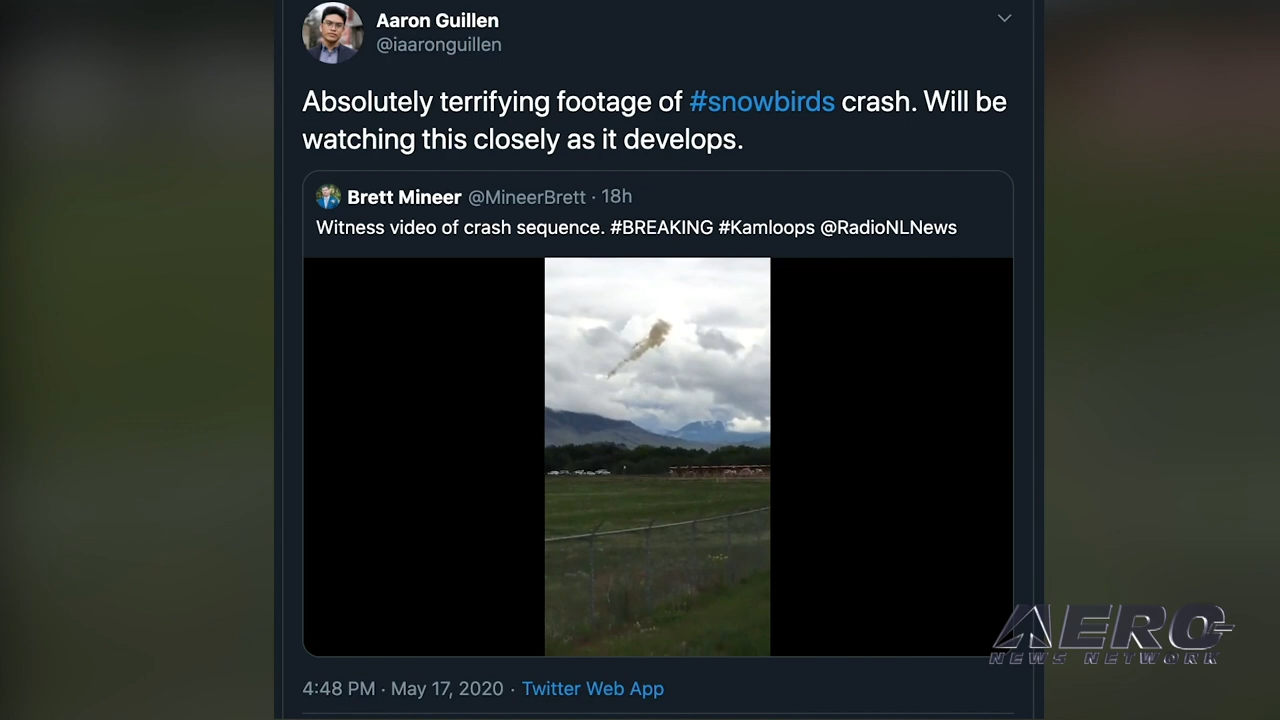 Aaron Guillen
@iaaronguillen
Absolutely terrifying footage of #snowbirds crash. Will be
watching this closely as it develops.
Brett Mineer @MineerBrett · 18h
Witness video of crash sequence. #BREAKING #Kamloops @RadioNLNews
AERO
NEWS NETWORK
4:48 PM · May 17, 2020 · Twitter Web App